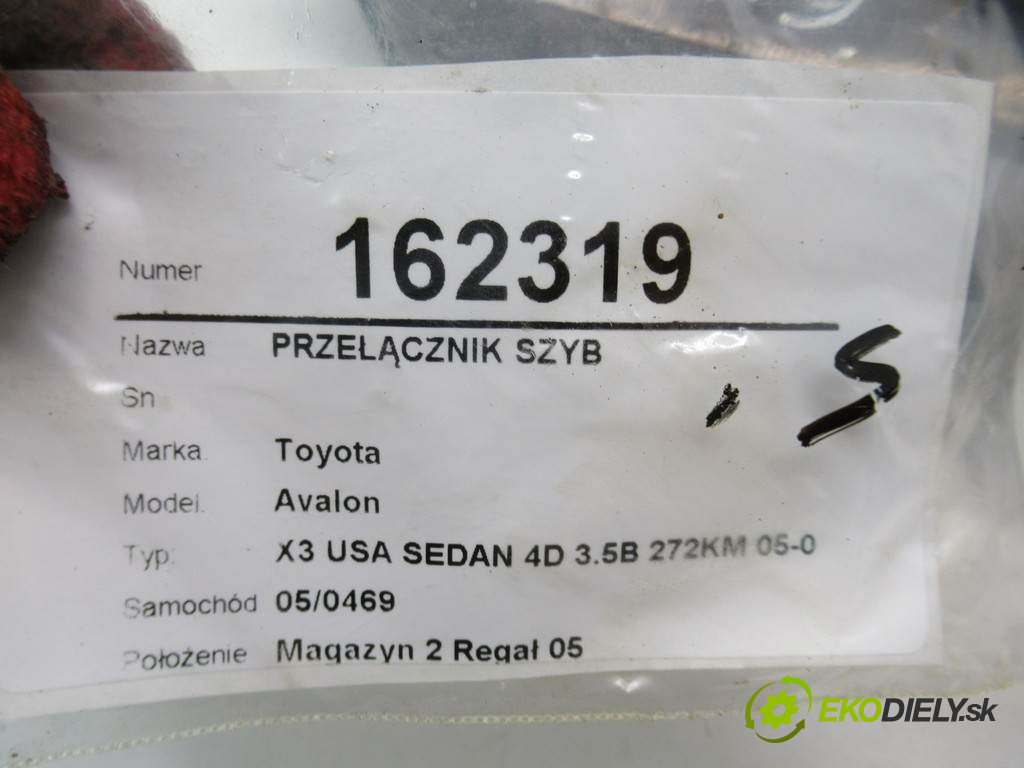 Numer 162319
Nazwa PRZEŁĄCZNIK SZYB
Sn
Marka. Toyota
Model. Avalon
Typ. X3 USA SEDAN 4D 3.5B 272KM 05-0
Samochód 05/0469
Położenie Magazyn 2 Regał 05
S
EKODIELY.sk